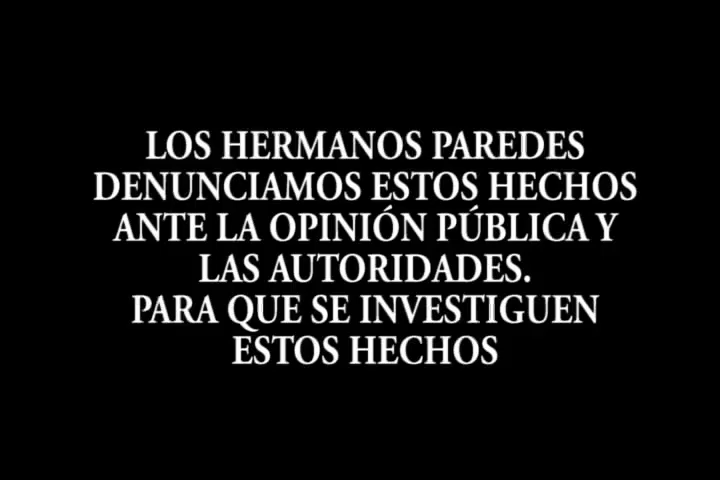 LOS HERMANOS PAREDES
DENUNCIAMOS ESTOS HECHOS
ANTE LA OPINIÓN PÚBLICA Y
LAS AUTORIDADES.
PARA QUE SE INVESTIGUEN
ESTOS HECHOS